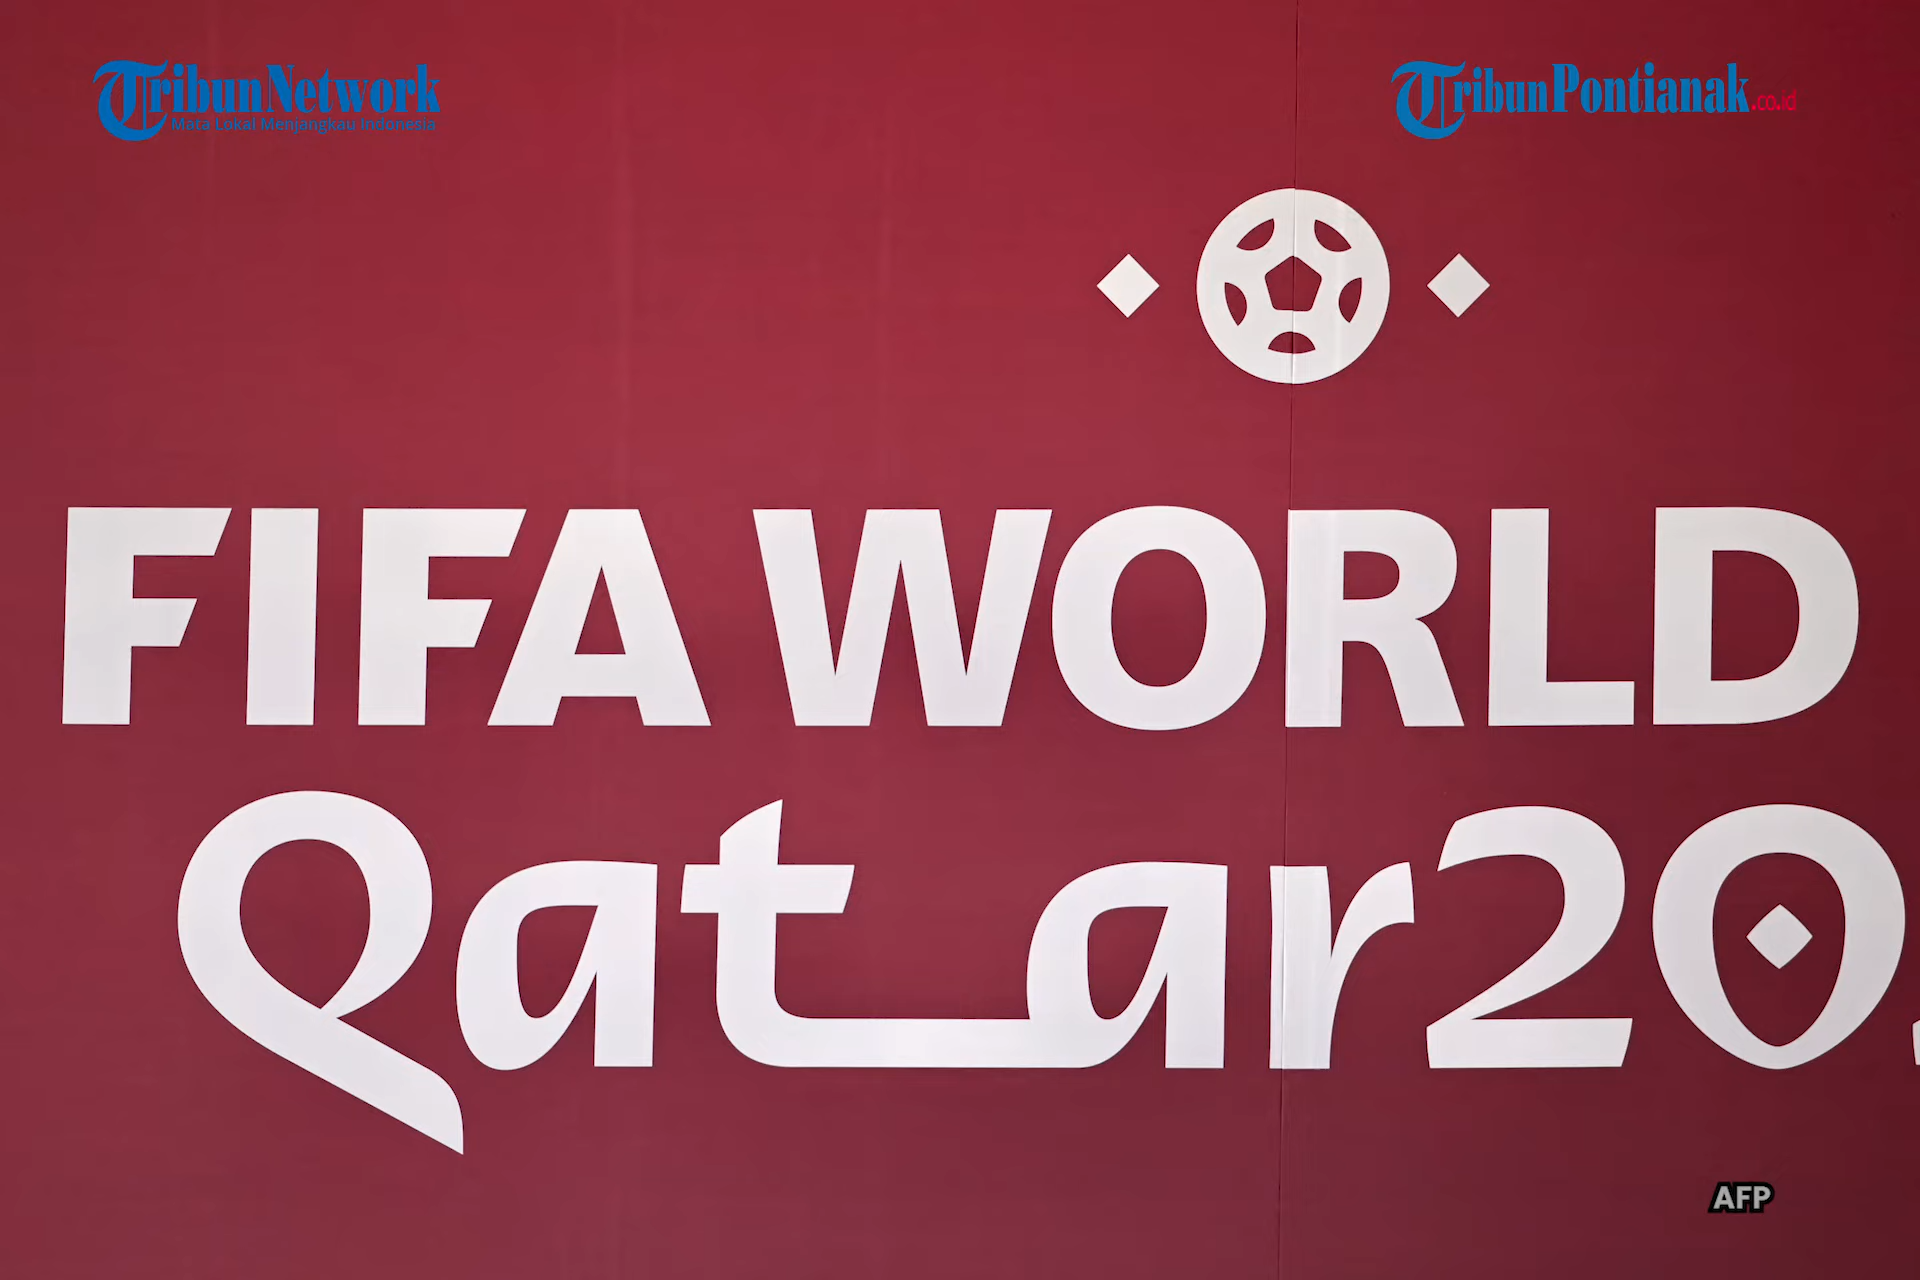 TribunNetwork
Mata Lokal Menjangkau Indonesia
TribunPontianak.co.id
FIFA WORLD
Qatar20
AFP